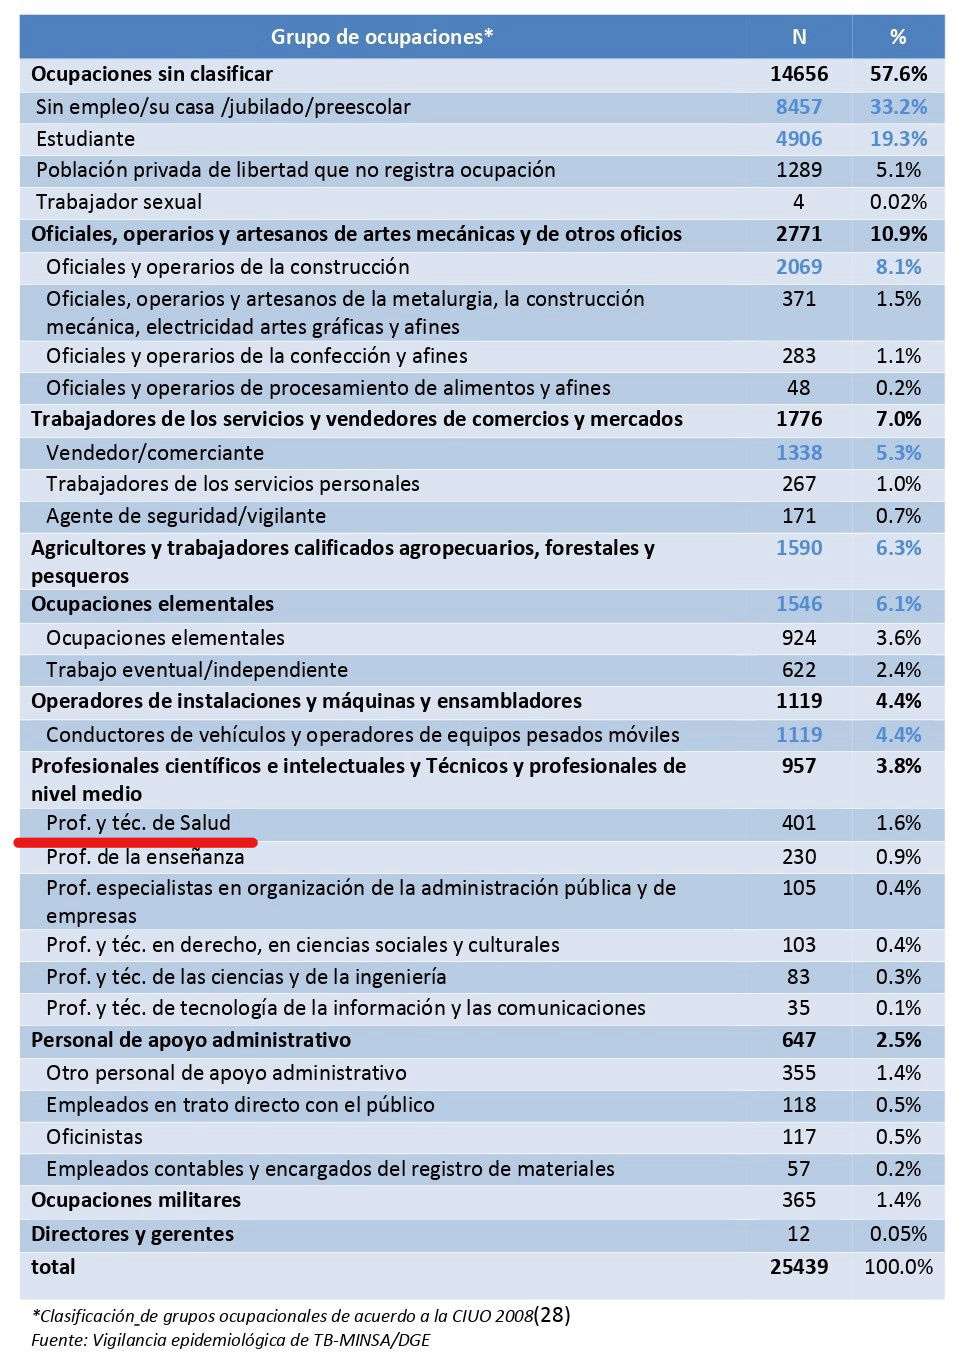 Grupo de ocupaciones* N %
Ocupaciones sin clasificar 14656 57.6%
Sin empleo/su casa /jubilado/preescolar 8457 33.2%
Estudiante 4906 19.3%
Población privada de libertad que no registra ocupación 1289 5.1%
Trabajador sexual 4 0.02%
Oficiales, operarios y artesanos de artes mecánicas y de otros oficios 2771 10.9%
Oficiales y operarios de la construcción 2069 8.1%
Oficiales, operarios y artesanos de la metalurgia, la construcción 371 1.5%
mecánica, electricidad artes gráficas y afines
Oficiales y operarios de la confección y afines 283 1.1%
Oficiales y operarios de procesamiento de alimentos y afines 48 0.2%
Trabajadores de los servicios y vendedores de comercios y mercados 1776 7.0%
Vendedor/comerciante 1338 5.3%
Trabajadores de los servicios personales 267 1.0%
Agente de seguridad/vigilante 171 0.7%
Agricultores y trabajadores calificados agropecuarios, forestales y 1590 6.3%
pesqueros
Ocupaciones elementales 1546 6.1%
Ocupaciones elementales 924 3.6%
Trabajo eventual/independiente 622 2.4%
Operadores de instalaciones y máquinas y ensambladores 1119 4.4%
Conductores de vehículos y operadores de equipos pesados móviles 1119 4.4%
Profesionales científicos e intelectuales y Técnicos y profesionales de 957 3.8%
nivel medio
Prof. y téc. de Salud 401 1.6%
Prof. de la enseñanza 230 0.9%
Prof. especialistas en organización de la administración pública y de 105 0.4%
empresas
Prof. y téc. en derecho, en ciencias sociales y culturales 103 0.4%
Prof. y téc. de las ciencias y de la ingeniería 83 0.3%
Prof. y téc. de tecnología de la información y las comunicaciones 35 0.1%
Personal de apoyo administrativo 647 2.5%
Otro personal de apoyo administrativo 355 1.4%
Empleados en trato directo con el público 118 0.5%
Oficinistas 117 0.5%
Empleados contables y encargados del registro de materiales 57 0.2%
Ocupaciones militares 365 1.4%
Directores y gerentes 12 0.05%
total 25439 100.0%
*Clasificación_de grupos ocupacionales de acuerdo a la CIUO 2008(28)
Fuente: Vigilancia epidemiológica de TB-MINSA/DGE